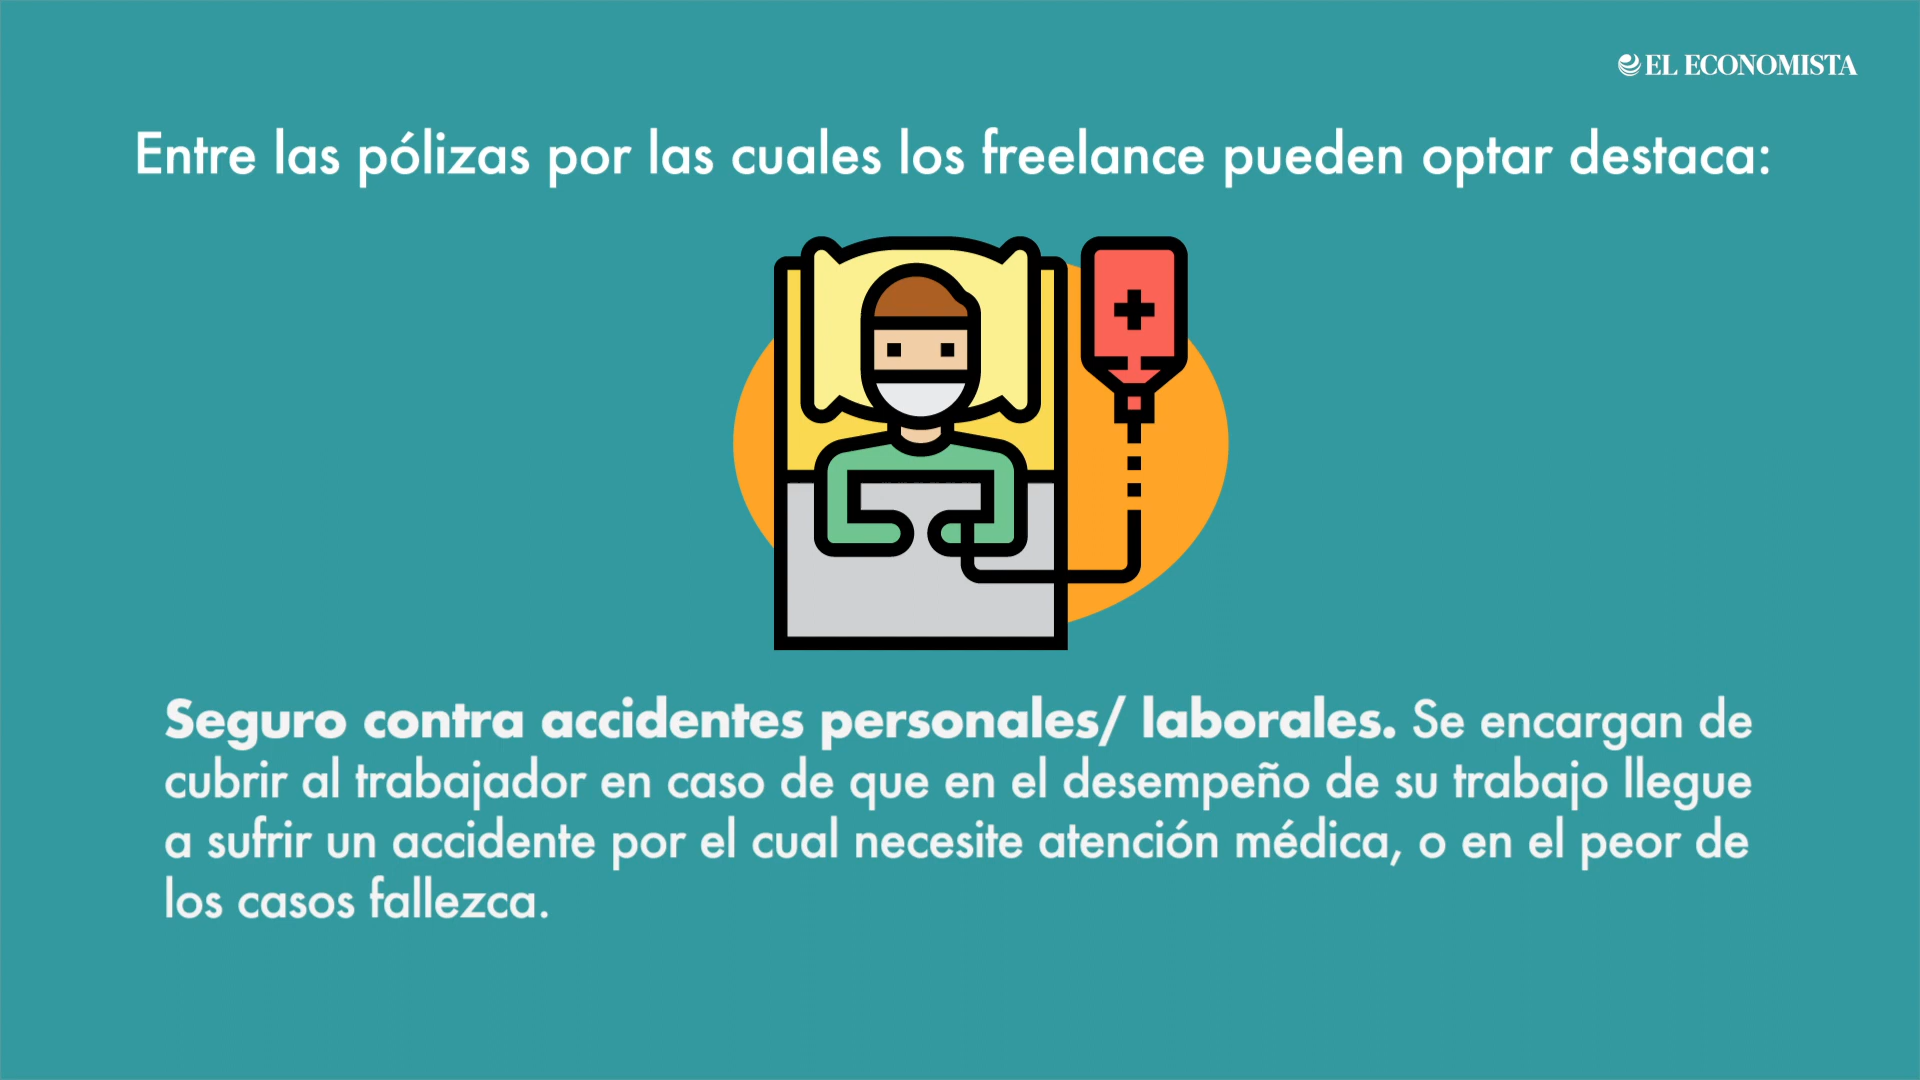 EL ECONOMISTA
Entre las pólizas por las cuales los freelance pueden optar destaca:
Seguro contra accidentes personales/ laborales. Se encargan de
cubrir al trabajador en caso de que en el desempeño de su trabajo llegue
a sufrir un accidente por el cual necesite atención médica, o en el peor de
los casos fallezca.